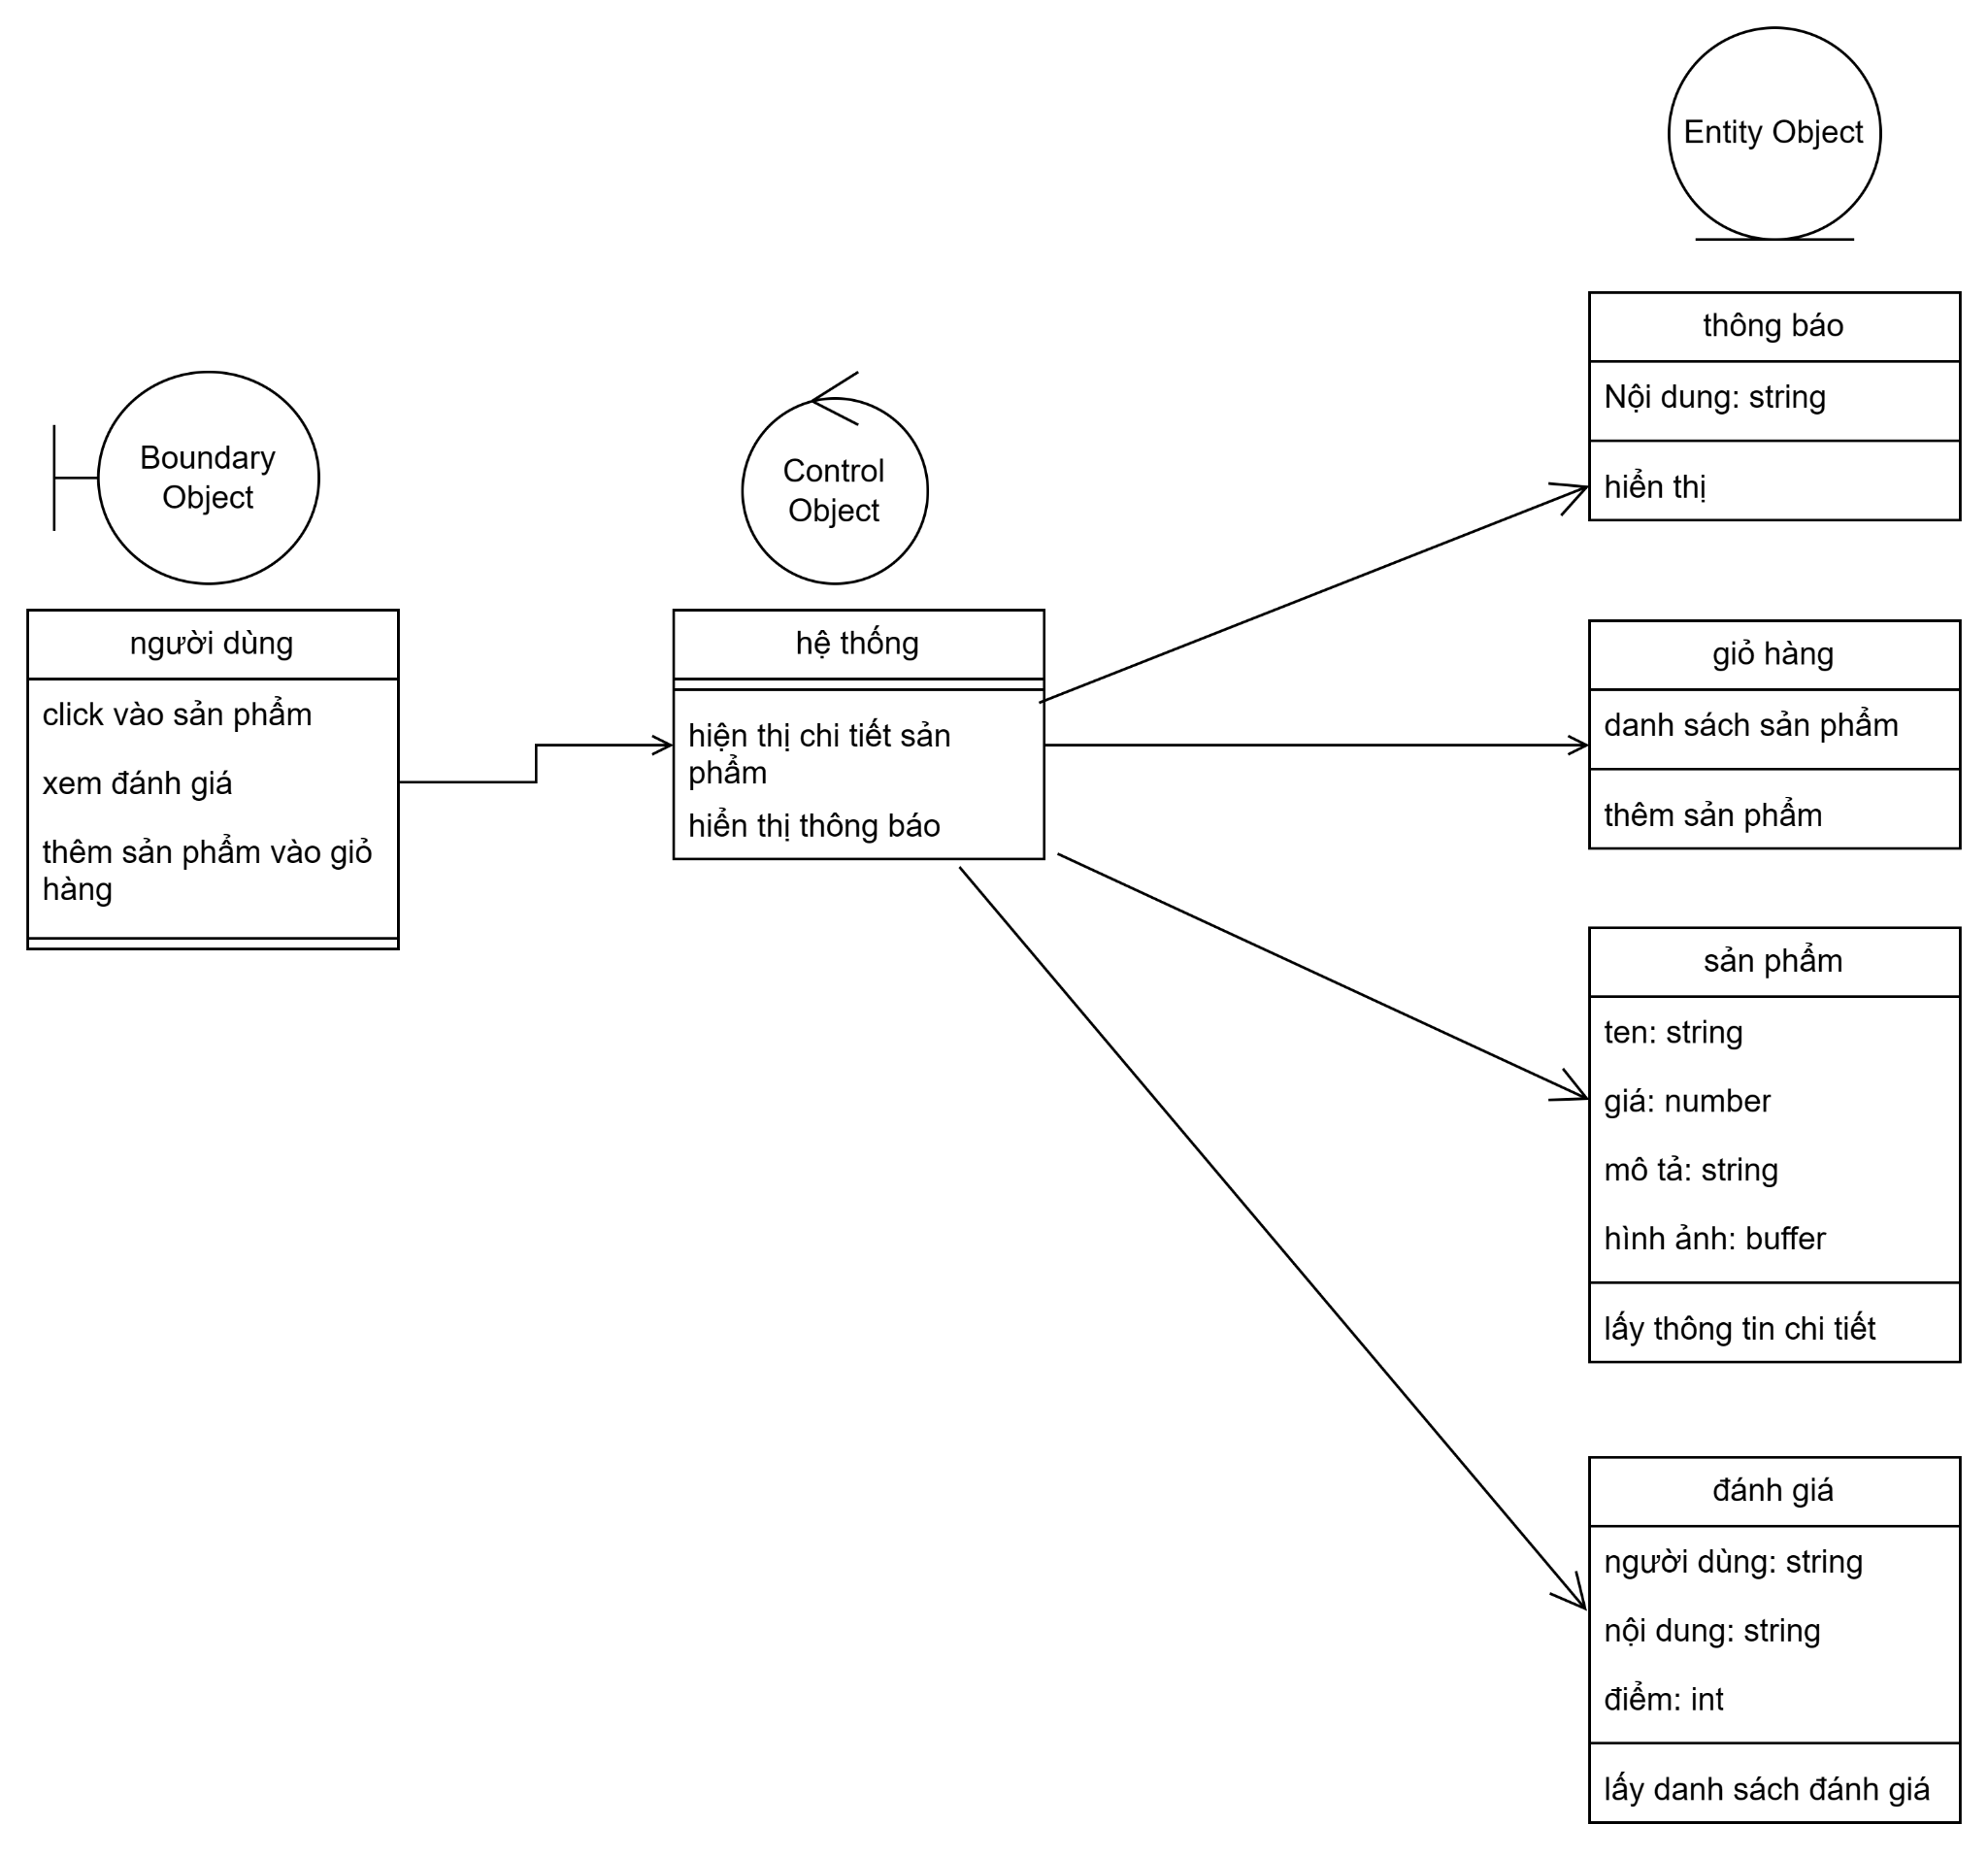 Entity Object
thông báo
Nội dung: string
hiển thị
Boundary
Object
Control
Object
người dùng
click vào sản phẩm
xem đánh giá
thêm sản phẩm vào giỏ
hàng
hệ thống
hiện thị chi tiết sản
phẩm
hiển thị thông báo
giỏ hàng
danh sách sản phẩm
thêm sản phẩm
sản phẩm
ten: string
giá: number
mô tả: string
hình ảnh: buffer
lấy thông tin chi tiết
đánh giá
người dùng: string
nội dung: string
điểm: int
lấy danh sách đánh giá